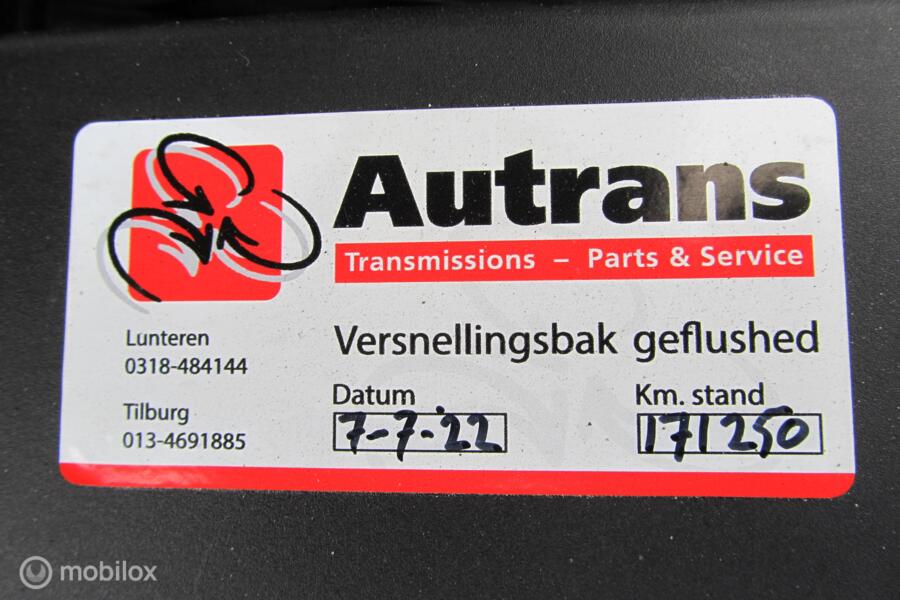 Autrans
Transmissions – Parts & Service
Lunteren
0318-484144
Tilburg
013-4691885
Versnellingsbak geflushed
Datum
7-7-22
Km. stand
171250
mobilox